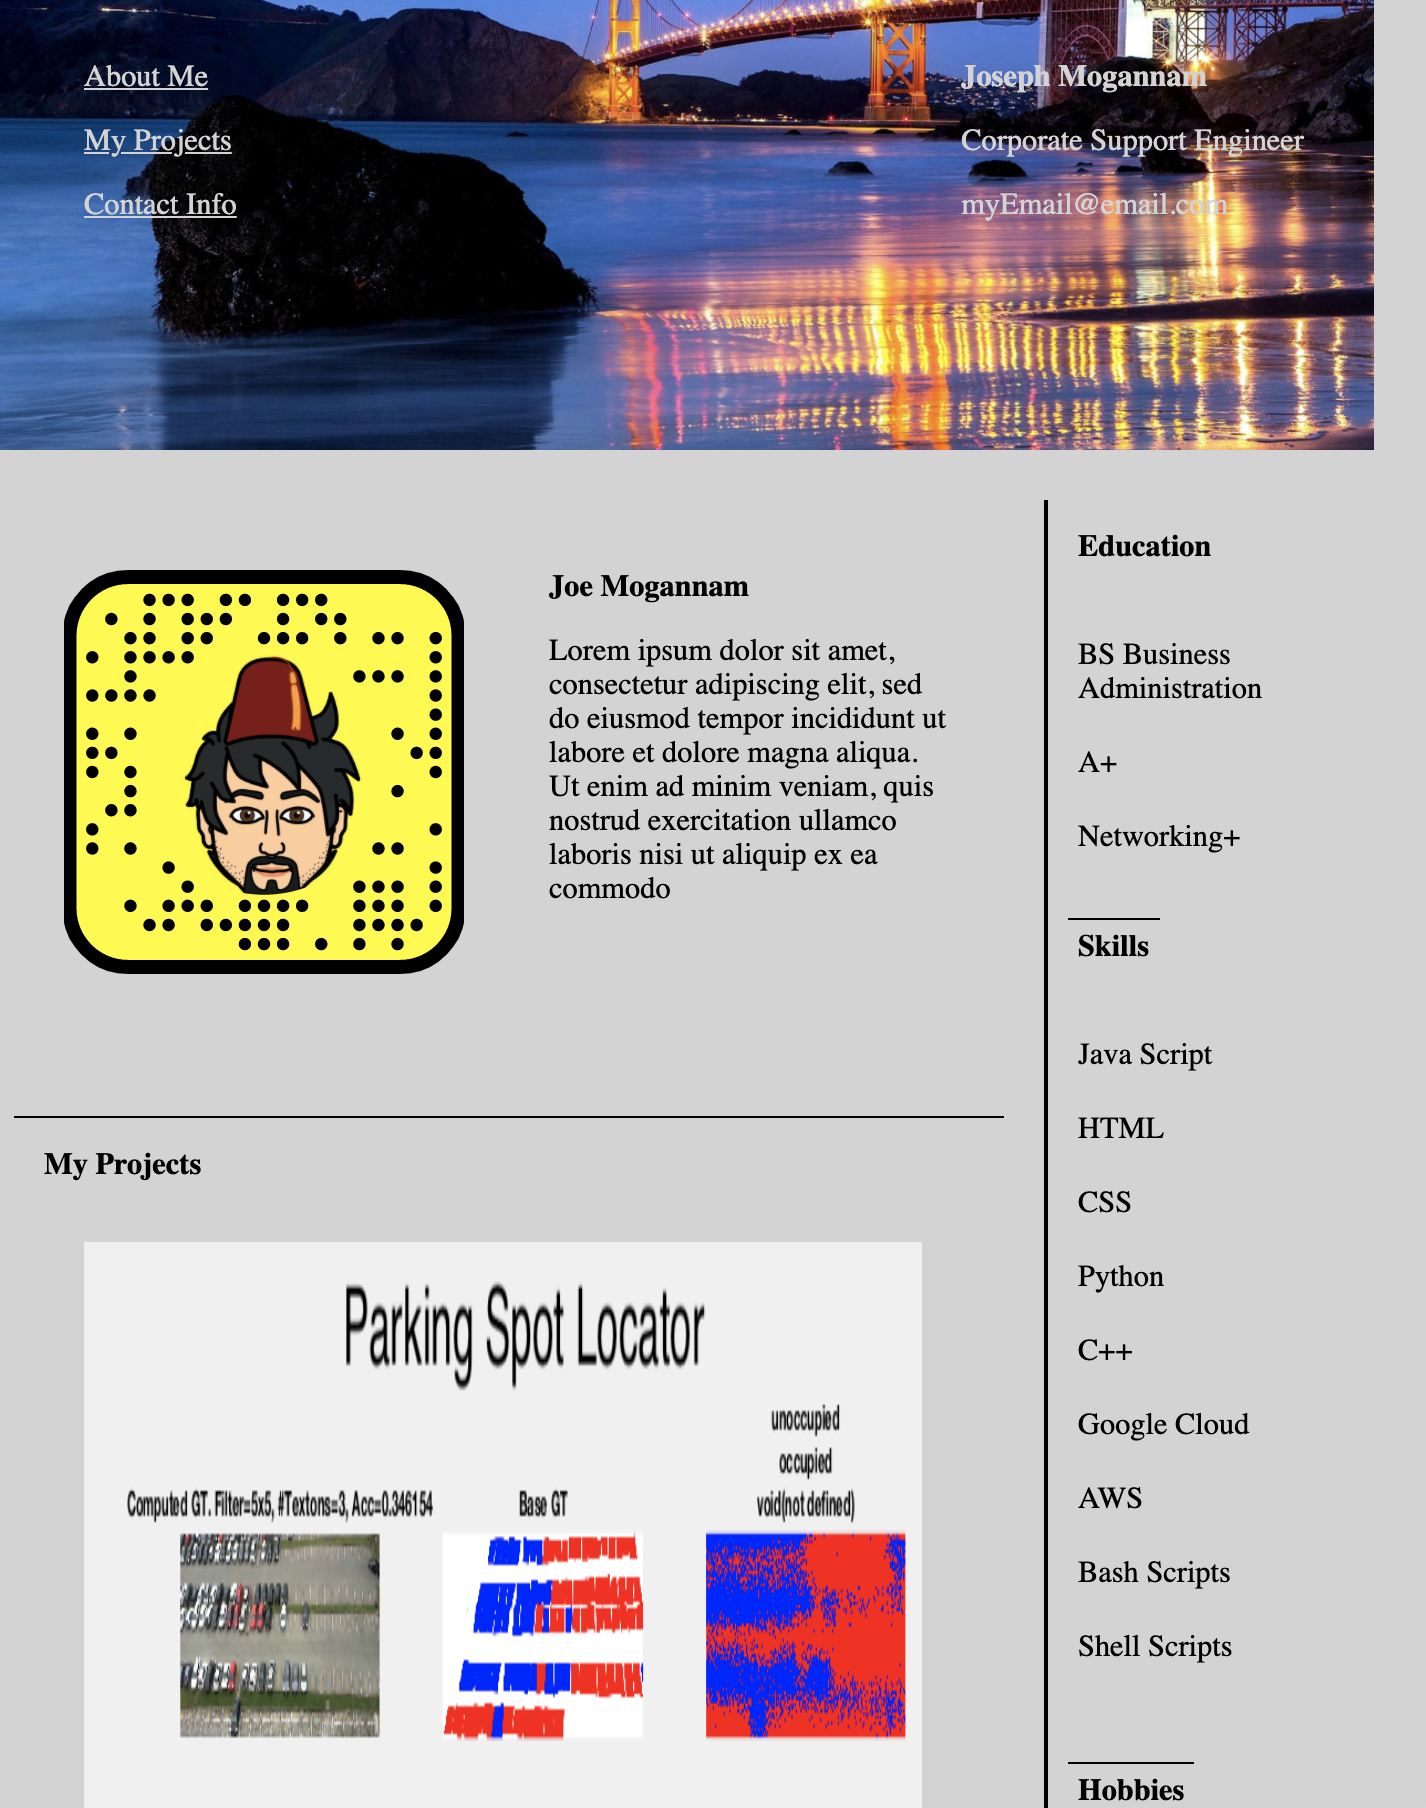 About Me
My Projects
Contact Info
Joseph Mogannam
Corporate Support Engineer
myEmail@email.com
Joe Mogannam
Lorem ipsum dolor sit amet,
consectetur adipiscing elit, sed
do eiusmod tempor incididunt ut
labore et dolore magna aliqua.
Ut enim ad minim veniam, quis
nostrud exercitation ullamco
laboris nisi ut aliquip ex ea
commodo
My Projects
Parking Spot Locator
unoccupied
occupied
void(not defined)
Computed GT. Filter=5x5, #Textons=3, Acc=0.346154
Base GT
Education
BS Business
Administration
A+
Networking+
Skills
Java Script
HTML
CSS
Python
C++
Google Cloud
AWS
Bash Scripts
Shell Scripts
Hobbies